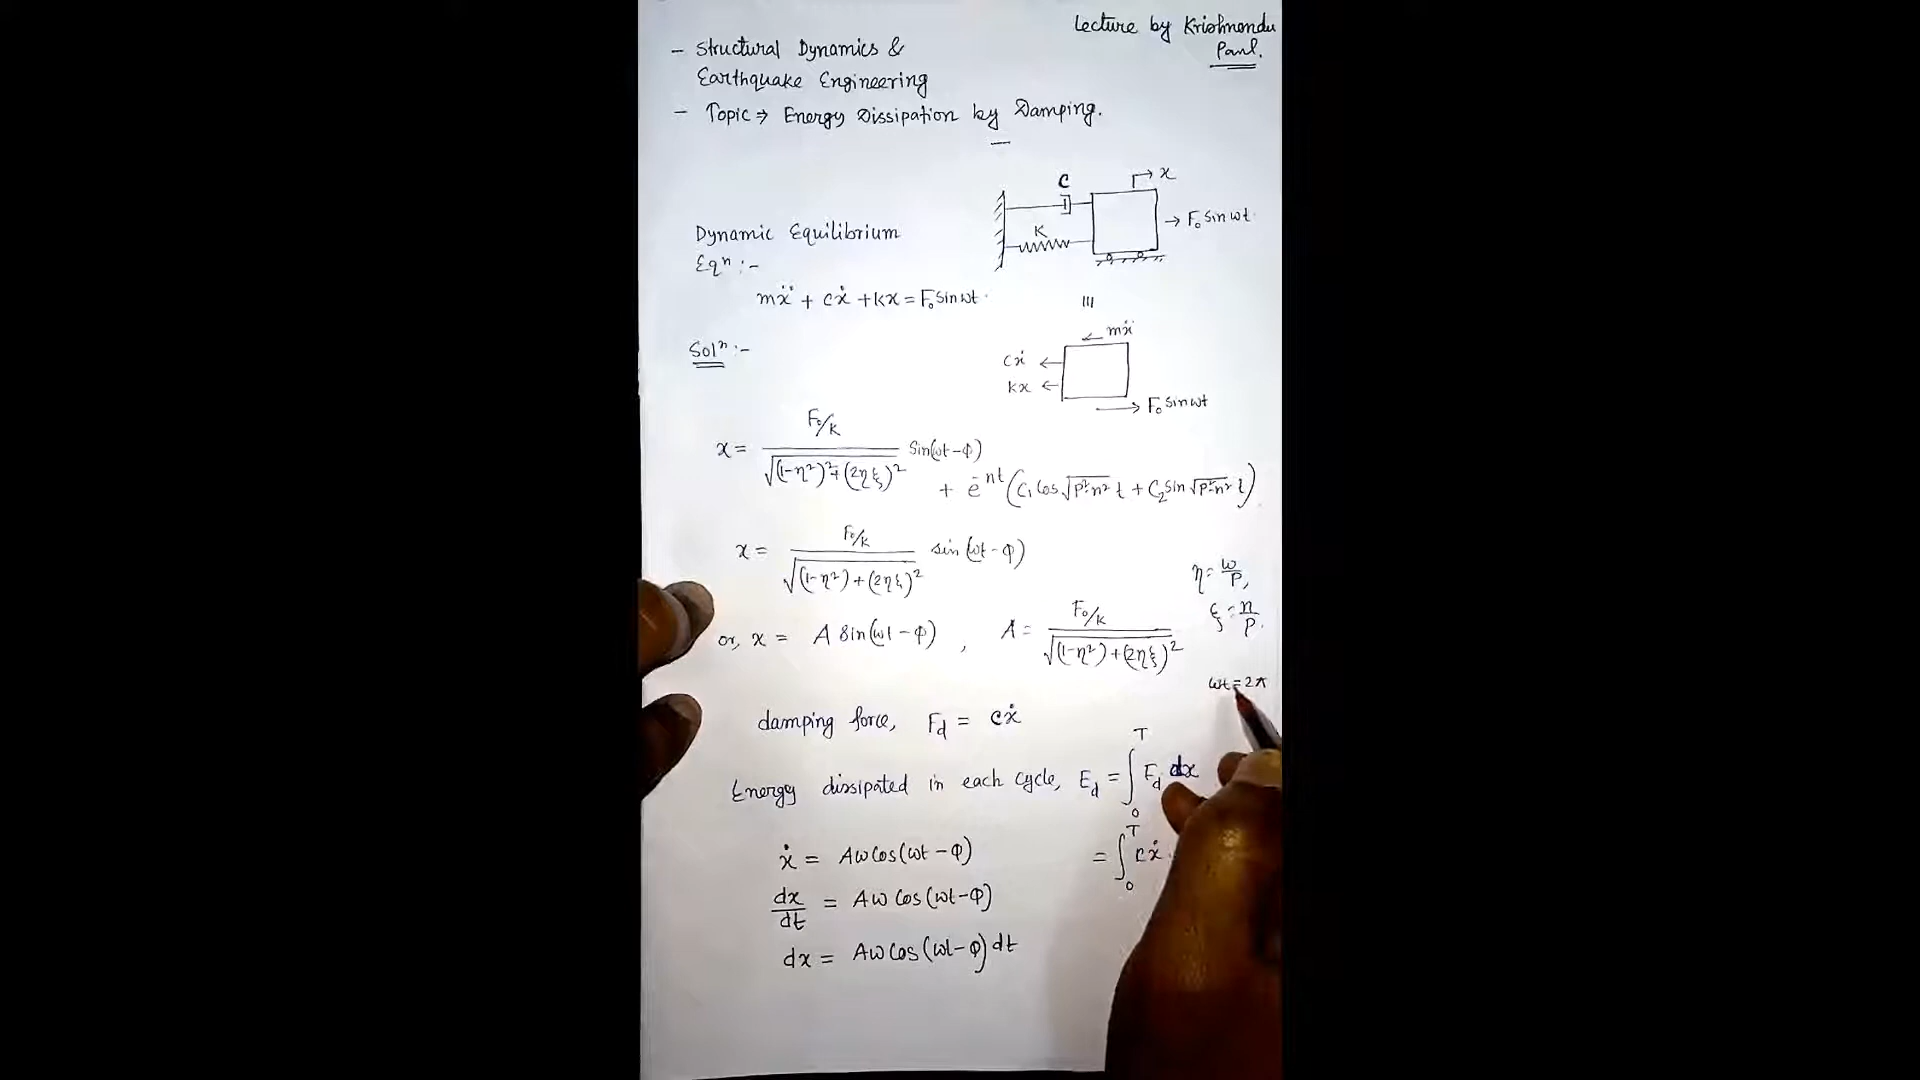 Lecture by Krishnendu
Paul.
- Structural Dynamics &
Earthquake Engineering
- Topic ⇒ Energy Dissipation by Damping.
C
→ x
→ F₀ sin ωt
K
Dynamic Equilibrium
Eqⁿ :-
mẍ + cẋ + kx = F₀ sin ωt.
III
Solⁿ :-
← mẍ
cẋ ←
kx ←
→ F₀ sin ωt
x = (F₀/K) / √((1-η²)² + (2ηξ)²) Sin(ωt-φ)
+ e^-nt (C₁ Cos √(p²-n²) t + C₂ Sin √(p²-n²) t)
x = (F₀/K) / √((1-η²) + (2ηξ)²) sin(ωt-φ)
η = ω/p,
ξ = n/p.
or, x = A Sin(ωt-φ), A = (F₀/K) / √((1-η²) + (2ηξ)²)
ωt = 2π
damping force, F_d = cẋ
Energy dissipated in each cycle, E_d = ∫₀ᵀ F_d dx
ẋ = Aω Cos(ωt-φ)
= ∫₀ᵀ cẋ.
dx/dt = Aω Cos(ωt-φ)
dx = Aω Cos(ωt-φ) dt